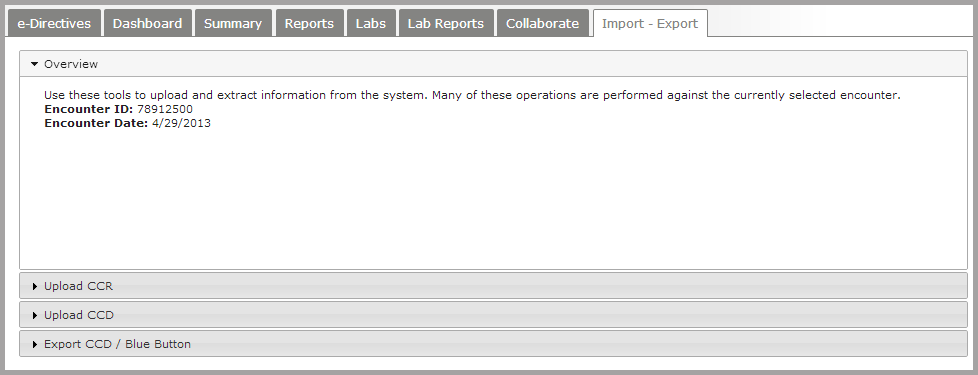 e-Directives Dashboard Summary Reports Labs Lab Reports Collaborate Import - Export
Overview
Use these tools to upload and extract information from the system. Many of these operations are performed against the currently selected encounter.
Encounter ID: 78912500
Encounter Date: 4/29/2013
Upload CCR
Upload CCD
Export CCD / Blue Button